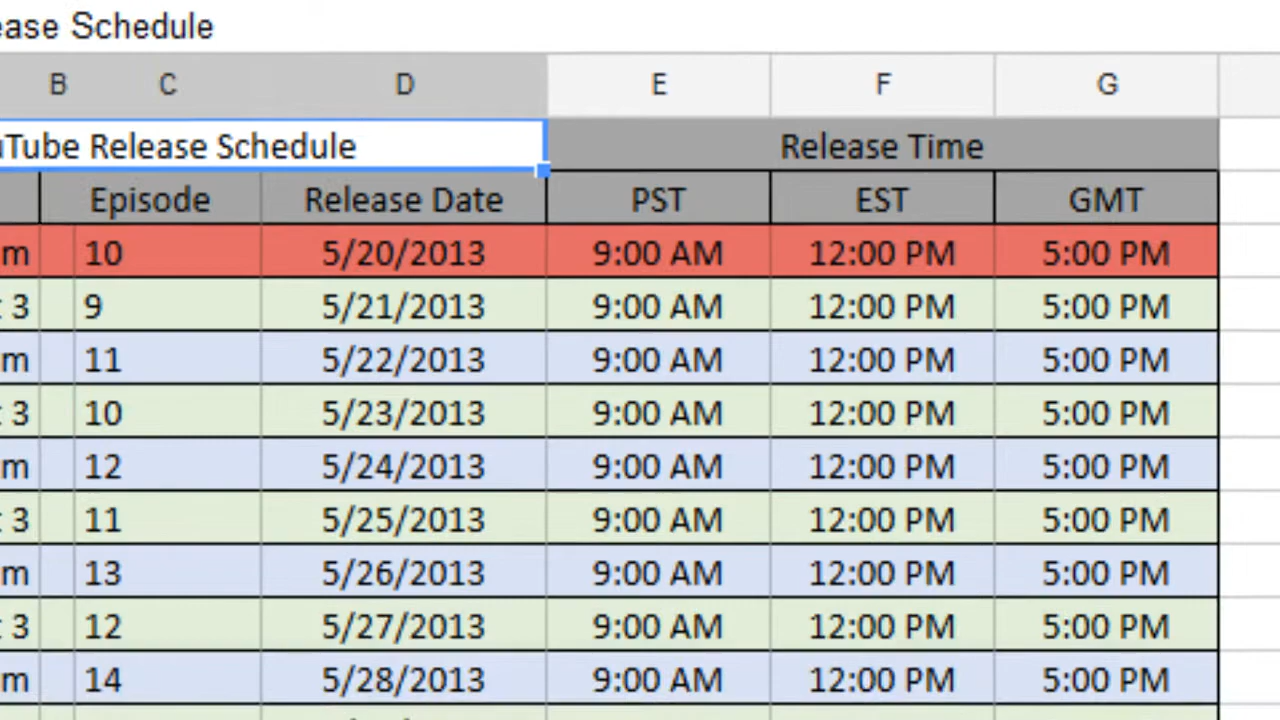 ease Schedule
B C D E F G
uTube Release Schedule Release Time
Episode Release Date PST EST GMT
m 10 5/20/2013 9:00 AM 12:00 PM 5:00 PM
t 3 9 5/21/2013 9:00 AM 12:00 PM 5:00 PM
m 11 5/22/2013 9:00 AM 12:00 PM 5:00 PM
t 3 10 5/23/2013 9:00 AM 12:00 PM 5:00 PM
m 12 5/24/2013 9:00 AM 12:00 PM 5:00 PM
t 3 11 5/25/2013 9:00 AM 12:00 PM 5:00 PM
m 13 5/26/2013 9:00 AM 12:00 PM 5:00 PM
t 3 12 5/27/2013 9:00 AM 12:00 PM 5:00 PM
m 14 5/28/2013 9:00 AM 12:00 PM 5:00 PM